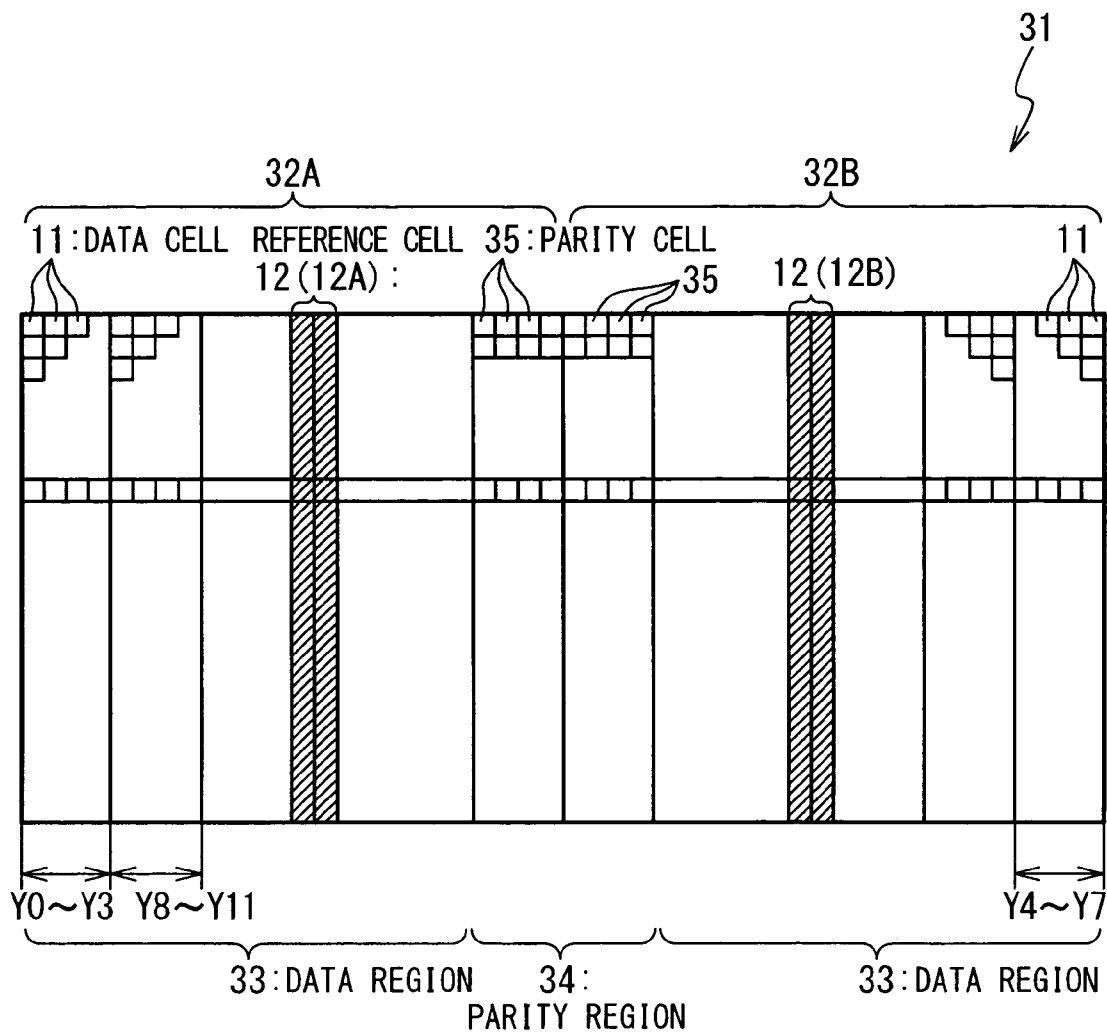 31
32A 32B
11:DATA CELL REFERENCE CELL 35:PARITY CELL 11
12(12A): 35 12(12B)
Y0～Y3 Y8～Y11 Y4～Y7
33:DATA REGION 34: 33:DATA REGION
PARITY REGION